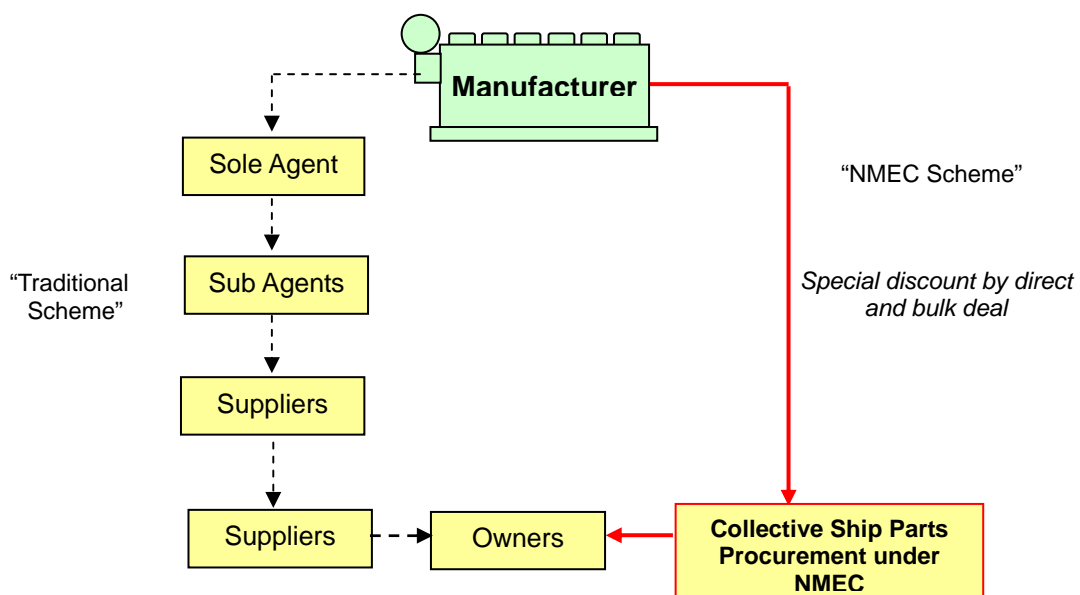 Manufacturer
Sole Agent
“NMEC Scheme”
Sub Agents
“Traditional
Scheme”
Special discount by direct
and bulk deal
Suppliers
Suppliers
Owners
Collective Ship Parts
Procurement under
NMEC